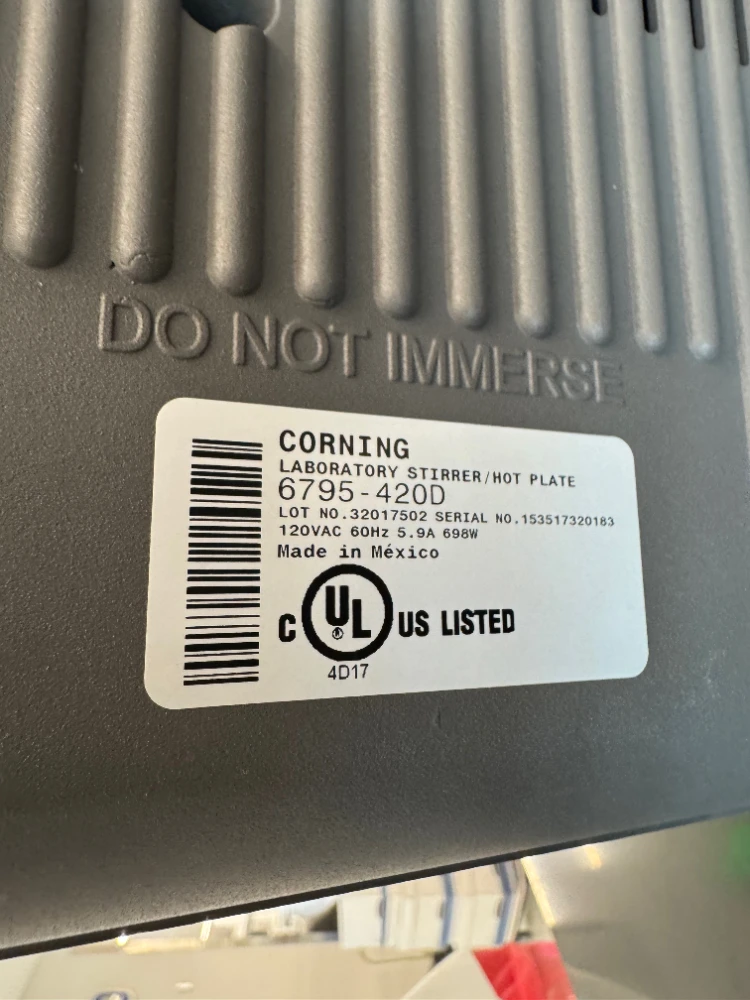 DO NOT IMMERSE
CORNING
LABORATORY STIRRER/HOT PLATE
6795-420D
LOT NO.32017502 SERIAL NO.153517320183
120VAC 60Hz 5.9A 698W
Made in México
C UL ® US LISTED
4D17